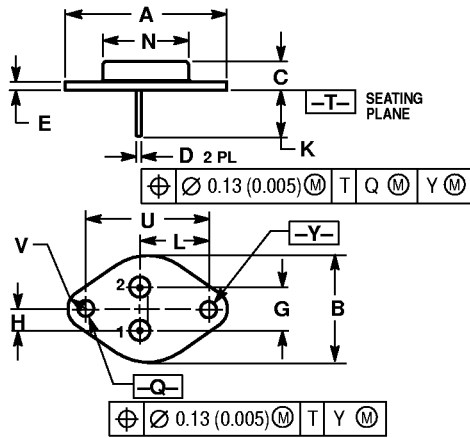 A
N
C
E
–T– SEATING PLANE
K
D 2 PL
⌖ Ø 0.13 (0.005) Ⓜ T Q Ⓜ Y Ⓜ
U
V
L
–Y–
2
H
G
B
1
–Q–
⌖ Ø 0.13 (0.005) Ⓜ T Y Ⓜ